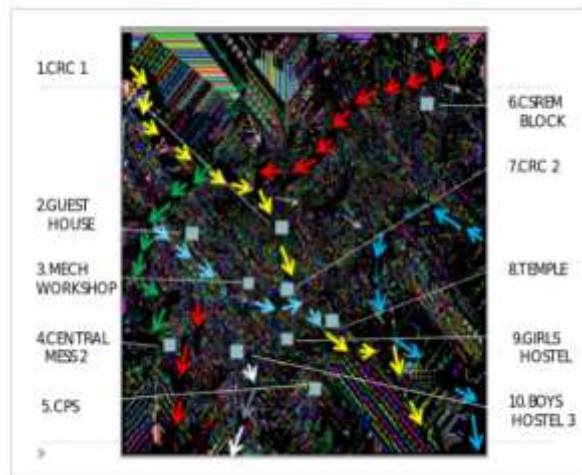 1.CRC 1
2.GUEST
HOUSE
3.MECH
WORKSHOP
4.CENTRAL
MESS 2
5.CPS
6.CSREM
BLOCK
7.CRC 2
8.TEMPLE
9.GIRLS
HOSTEL
10.BOYS
HOSTEL 3